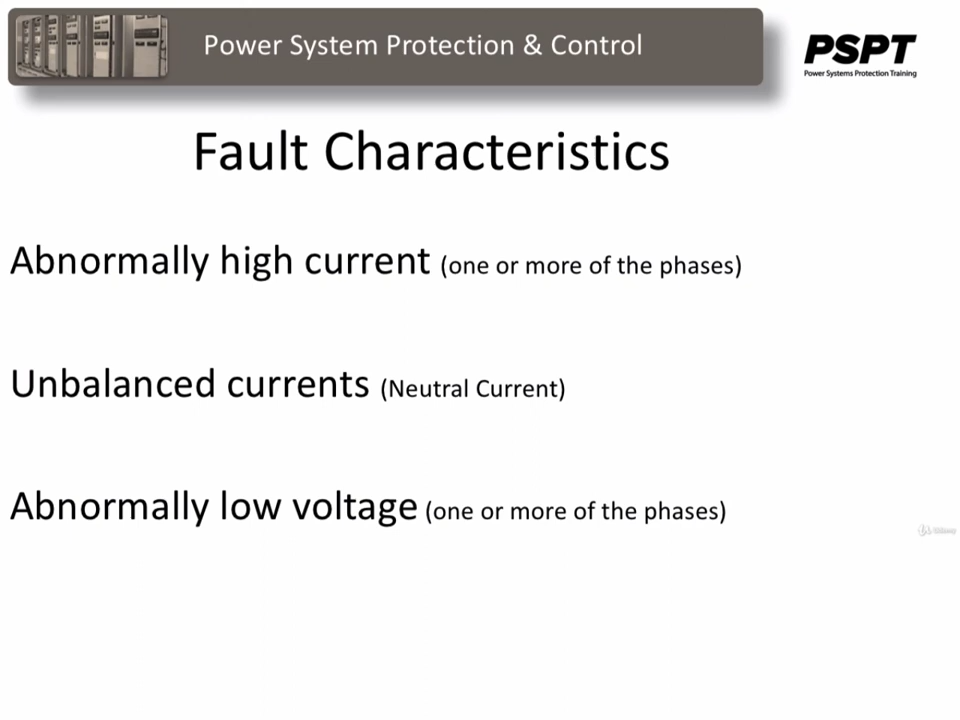 Power System Protection & Control
PSPT
Power Systems Protection Training
Fault Characteristics
Abnormally high current (one or more of the phases)
Unbalanced currents (Neutral Current)
Abnormally low voltage (one or more of the phases)